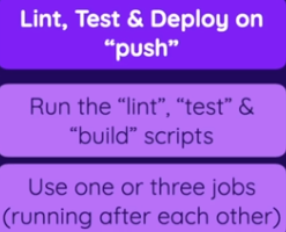 Lint, Test & Deploy on
“push”
Run the “lint”, “test” &
“build” scripts
Use one or three jobs
(running after each other)